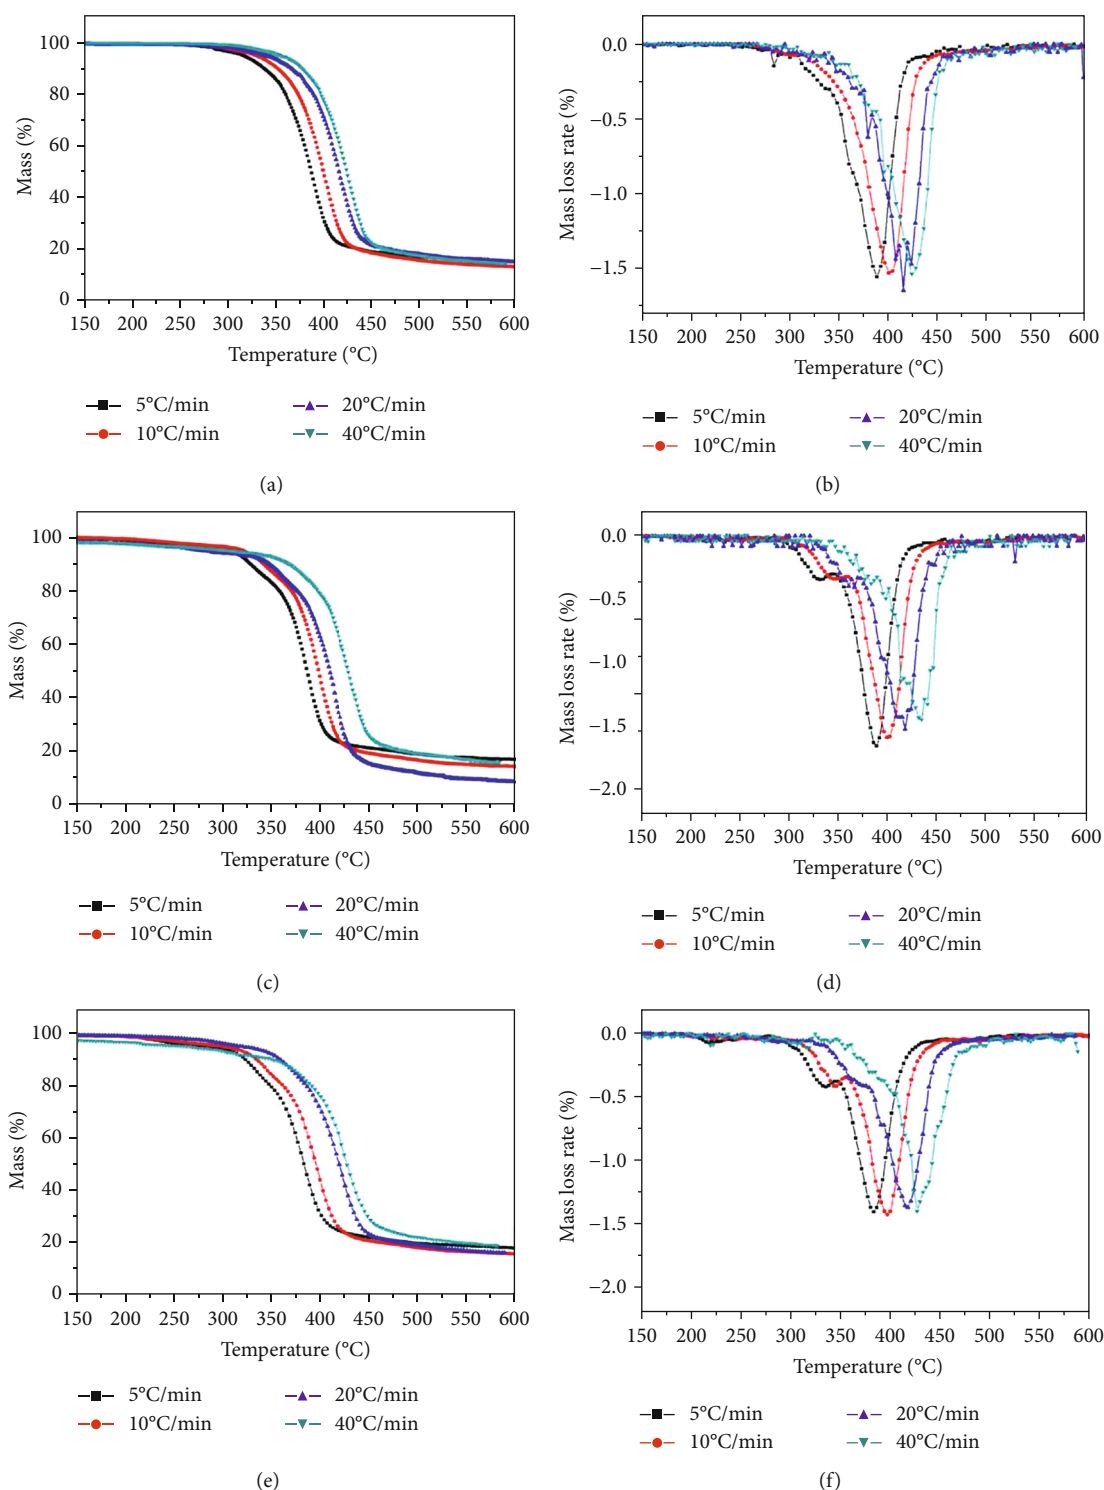 100
80
60
40
20
0
Mass (%)
150 200 250 300 350 400 450 500 550 600
Temperature (°C)
5°C/min 20°C/min
10°C/min 40°C/min
(a)
0.0
−0.5
−1.0
−1.5
Mass loss rate (%)
150 200 250 300 350 400 450 500 550 600
Temperature (°C)
5°C/min 20°C/min
10°C/min 40°C/min
(b)
100
80
60
40
20
0
Mass (%)
150 200 250 300 350 400 450 500 550 600
Temperature (°C)
5°C/min 20°C/min
10°C/min 40°C/min
(c)
0.0
−0.5
−1.0
−1.5
−2.0
Mass loss rate (%)
150 200 250 300 350 400 450 500 550 600
Temperature (°C)
5°C/min 20°C/min
10°C/min 40°C/min
(d)
100
80
60
40
20
0
Mass (%)
150 200 250 300 350 400 450 500 550 600
Temperature (°C)
5°C/min 20°C/min
10°C/min 40°C/min
(e)
0.0
−0.5
−1.0
−1.5
−2.0
Mass loss rate (%)
150 200 250 300 350 400 450 500 550 600
Temperature (°C)
5°C/min 20°C/min
10°C/min 40°C/min
(f)